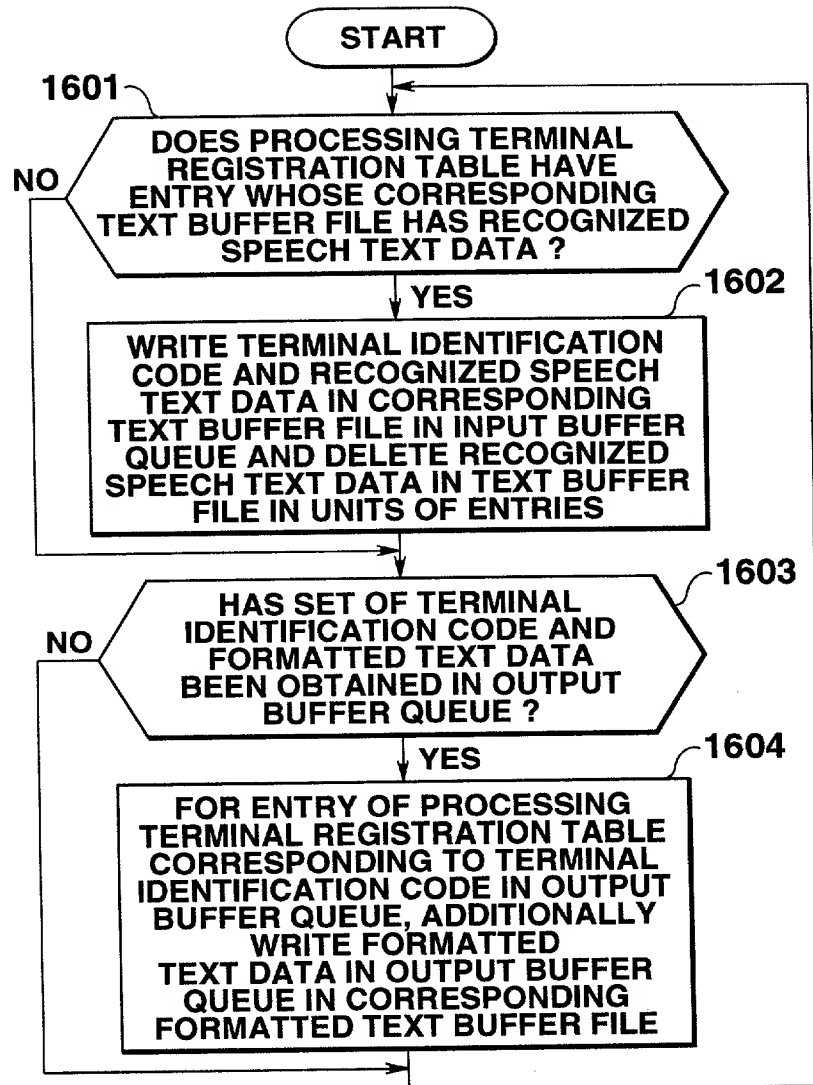 START
1601
DOES PROCESSING TERMINAL
REGISTRATION TABLE HAVE
ENTRY WHOSE CORRESPONDING
TEXT BUFFER FILE HAS RECOGNIZED
SPEECH TEXT DATA ?
NO
YES
1602
WRITE TERMINAL IDENTIFICATION
CODE AND RECOGNIZED SPEECH
TEXT DATA IN CORRESPONDING
TEXT BUFFER FILE IN INPUT BUFFER
QUEUE AND DELETE RECOGNIZED
SPEECH TEXT DATA IN TEXT BUFFER
FILE IN UNITS OF ENTRIES
1603
HAS SET OF TERMINAL
IDENTIFICATION CODE AND
FORMATTED TEXT DATA
BEEN OBTAINED IN OUTPUT
BUFFER QUEUE ?
NO
YES
1604
FOR ENTRY OF PROCESSING
TERMINAL REGISTRATION TABLE
CORRESPONDING TO TERMINAL
IDENTIFICATION CODE IN OUTPUT
BUFFER QUEUE, ADDITIONALLY
WRITE FORMATTED
TEXT DATA IN OUTPUT BUFFER
QUEUE IN CORRESPONDING
FORMATTED TEXT BUFFER FILE